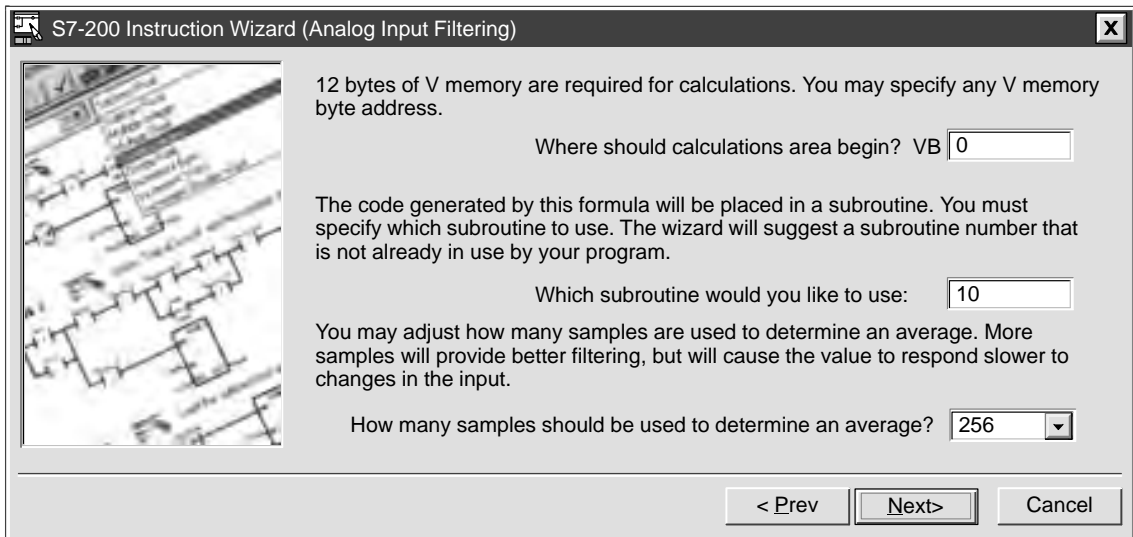 S7-200 Instruction Wizard (Analog Input Filtering)
X
12 bytes of V memory are required for calculations. You may specify any V memory
byte address.
Where should calculations area begin? VB 0
The code generated by this formula will be placed in a subroutine. You must
specify which subroutine to use. The wizard will suggest a subroutine number that
is not already in use by your program.
Which subroutine would you like to use: 10
You may adjust how many samples are used to determine an average. More
samples will provide better filtering, but will cause the value to respond slower to
changes in the input.
How many samples should be used to determine an average? 256
< Prev Next> Cancel